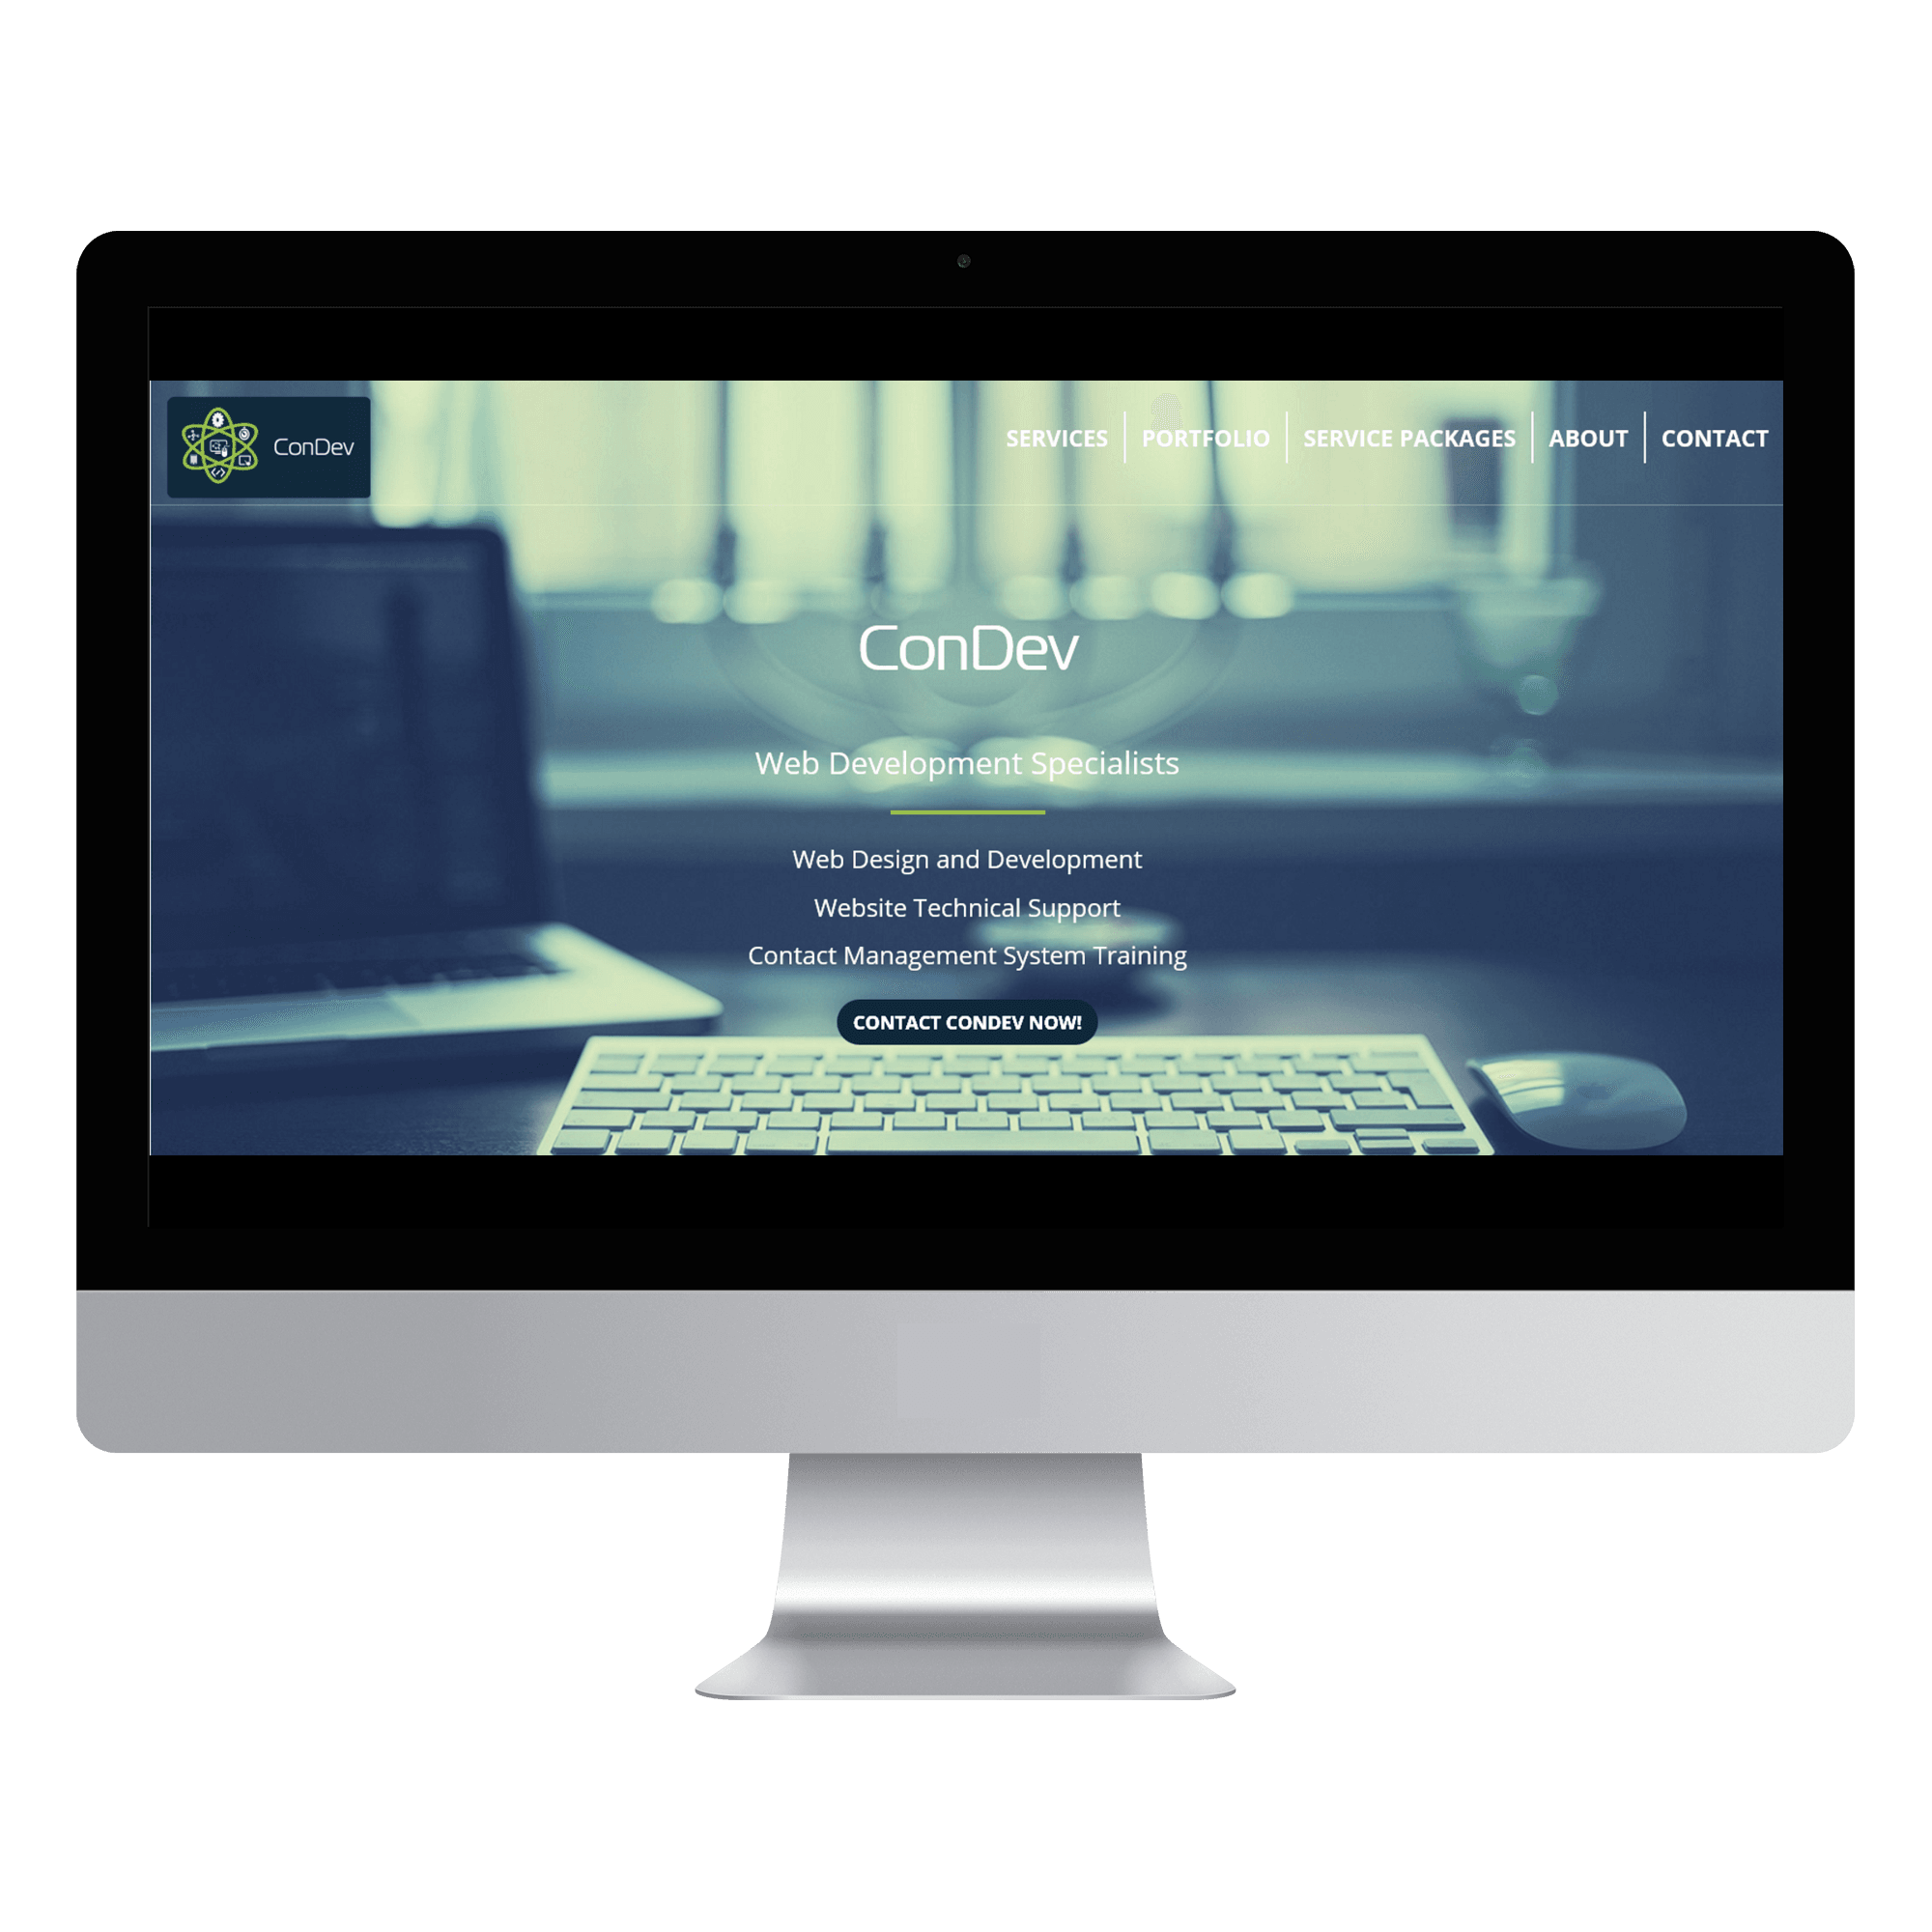 ConDev
SERVICES PORTFOLIO SERVICE PACKAGES ABOUT CONTACT
ConDev
Web Development Specialists
Web Design and Development
Website Technical Support
Contact Management System Training
CONTACT CONDEV NOW!